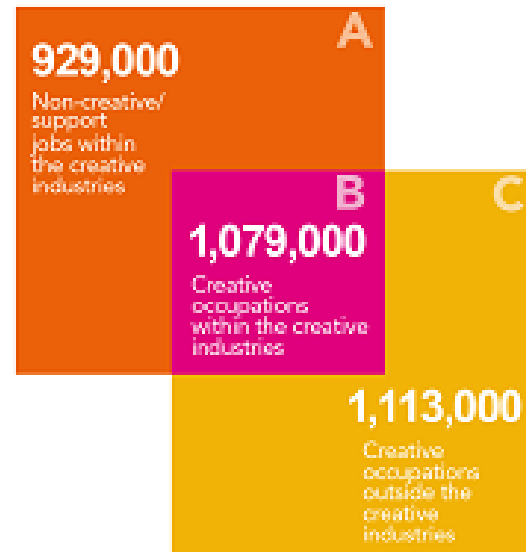 A
929,000
Non-creative/
support
jobs within
the creative
industries
B
1,079,000
Creative
occupations
within the creative
industries
C
1,113,000
Creative
occupations
outside the
creative
industries